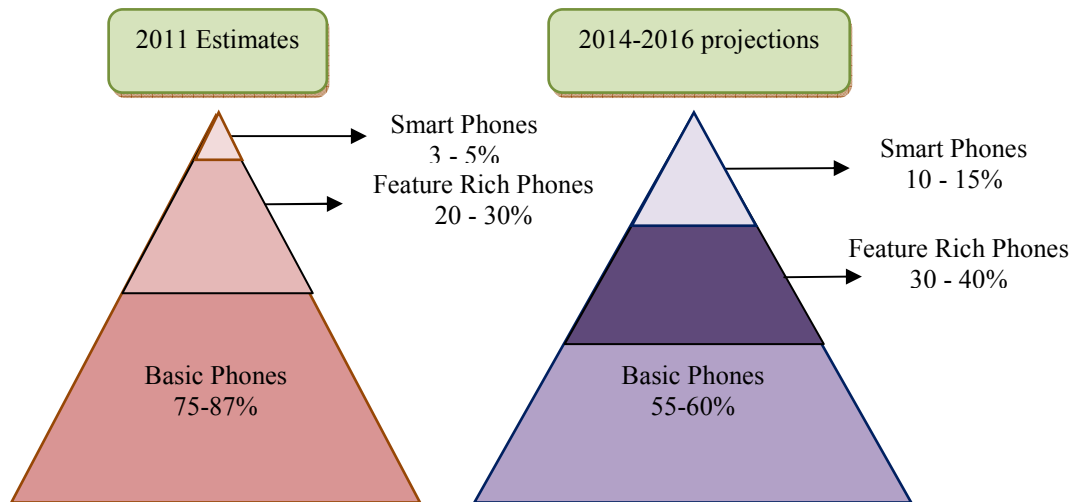 2011 Estimates
2014-2016 projections
Smart Phones
3 - 5%
Feature Rich Phones
20 - 30%
Basic Phones
75-87%
Smart Phones
10 - 15%
Feature Rich Phones
30 - 40%
Basic Phones
55-60%